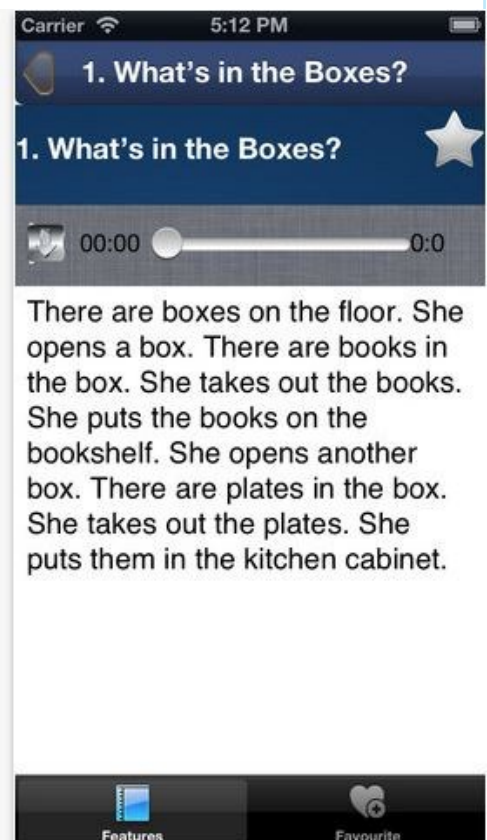 Carrier 5:12 PM
1. What's in the Boxes?
1. What's in the Boxes?
00:00 0:0
There are boxes on the floor. She
opens a box. There are books in
the box. She takes out the books.
She puts the books on the
bookshelf. She opens another
box. There are plates in the box.
She takes out the plates. She
puts them in the kitchen cabinet.
Features Favourite